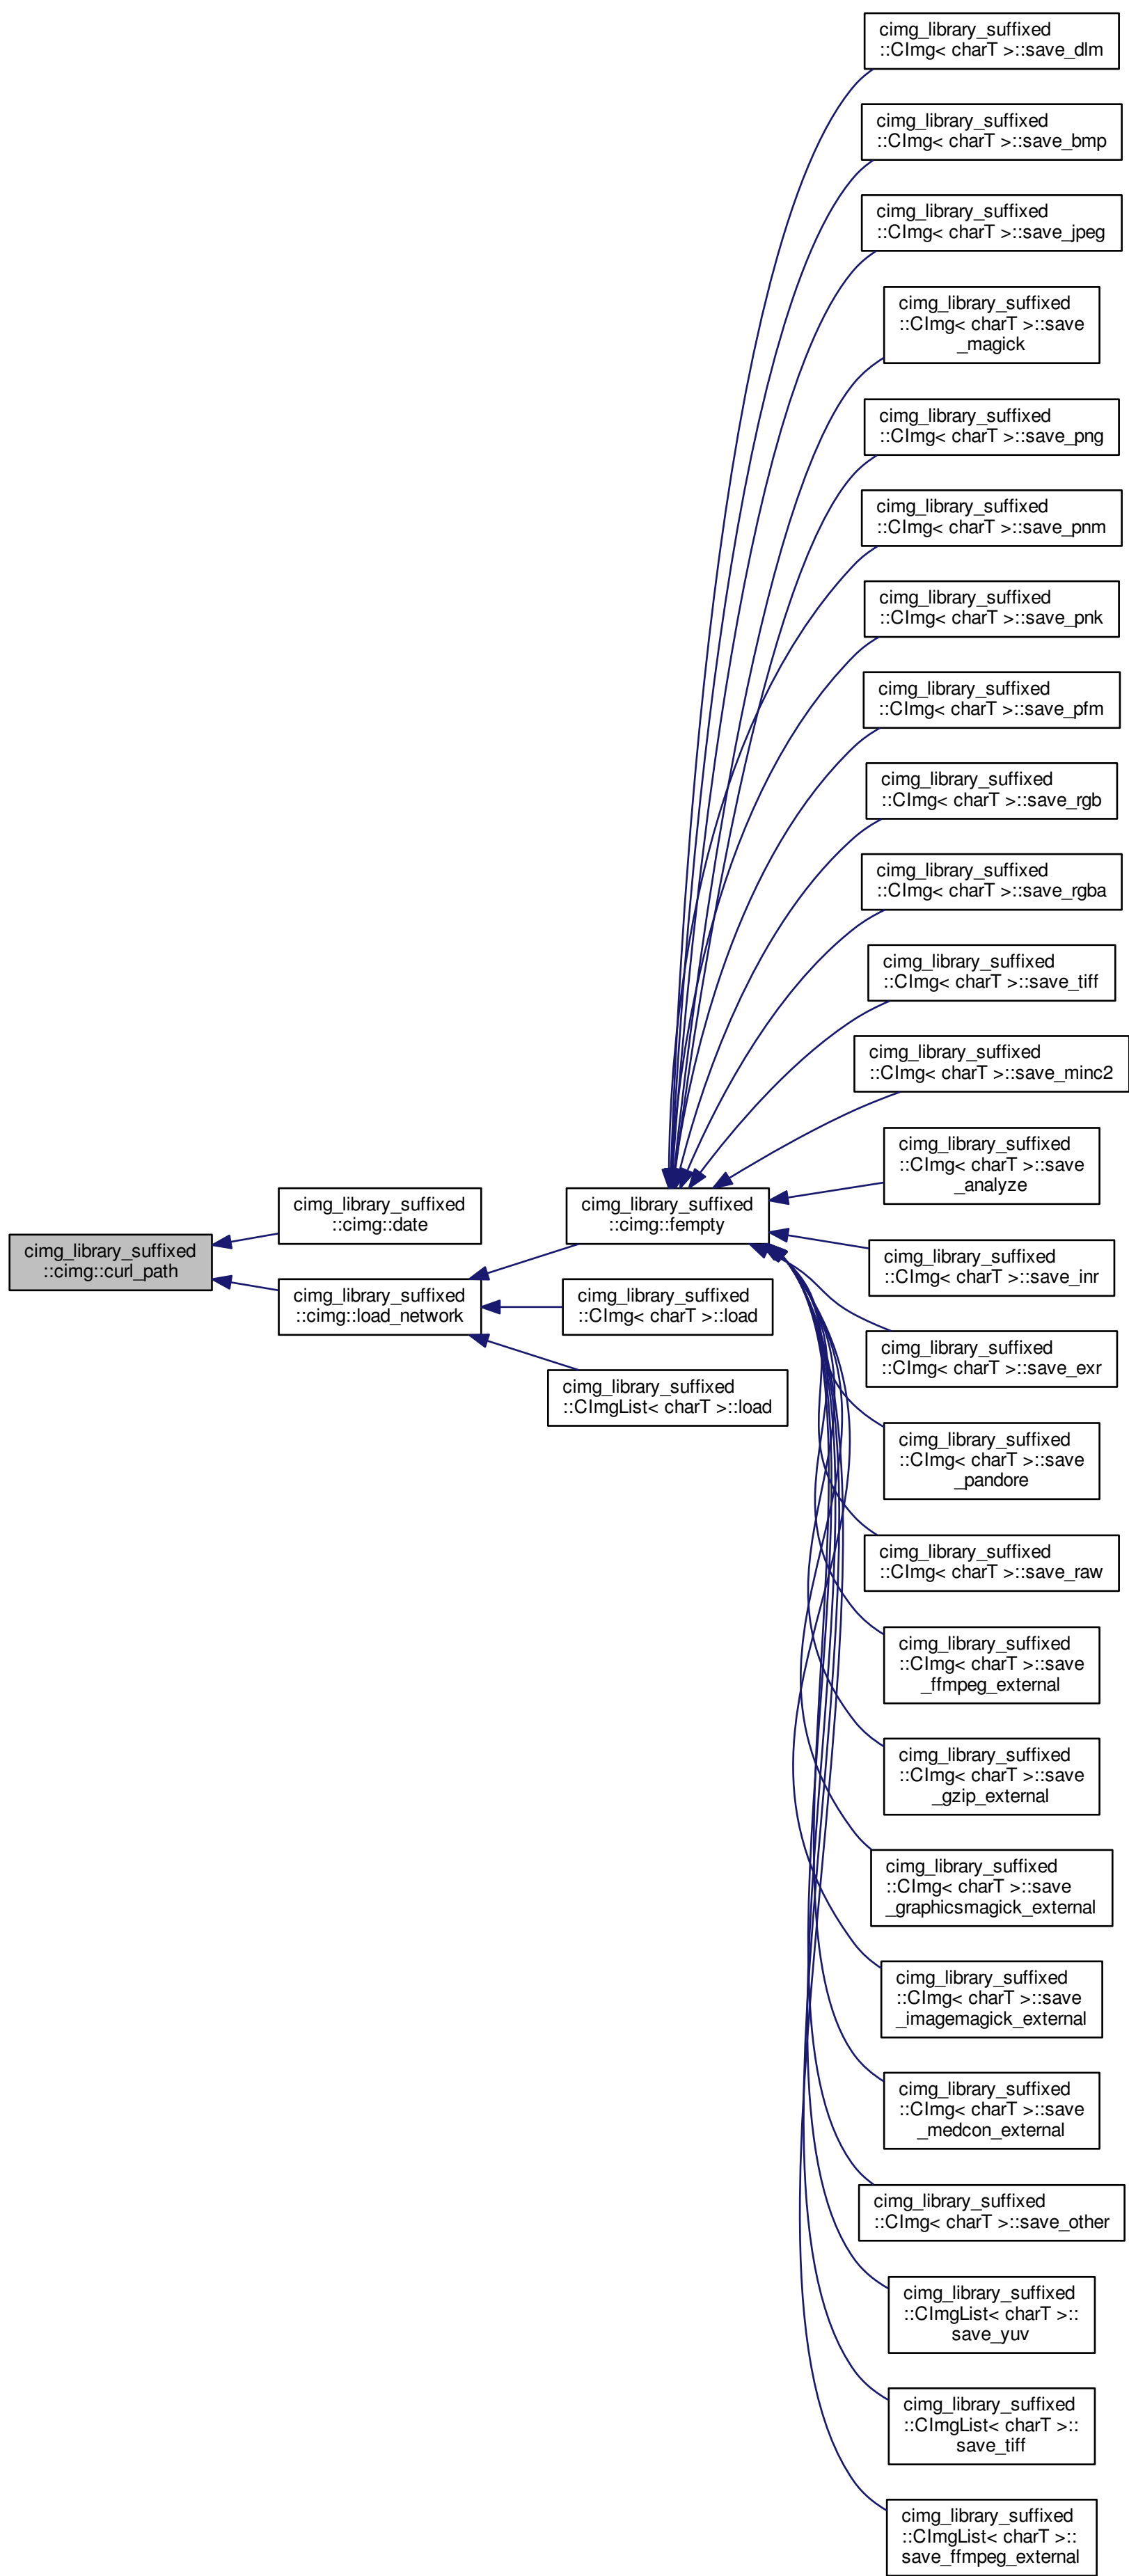 cimg_library_suffixed
::CImg< charT >::save_dlm
cimg_library_suffixed
::CImg< charT >::save_bmp
cimg_library_suffixed
::CImg< charT >::save_jpeg
cimg_library_suffixed
::CImg< charT >::save
_magick
cimg_library_suffixed
::CImg< charT >::save_png
cimg_library_suffixed
::CImg< charT >::save_pnm
cimg_library_suffixed
::CImg< charT >::save_pnk
cimg_library_suffixed
::CImg< charT >::save_pfm
cimg_library_suffixed
::CImg< charT >::save_rgb
cimg_library_suffixed
::CImg< charT >::save_rgba
cimg_library_suffixed
::CImg< charT >::save_tiff
cimg_library_suffixed
::CImg< charT >::save_minc2
cimg_library_suffixed
::CImg< charT >::save
_analyze
cimg_library_suffixed
::cimg::date
cimg_library_suffixed
::cimg::fempty
cimg_library_suffixed
::cimg::curl_path
cimg_library_suffixed
::CImg< charT >::save_inr
cimg_library_suffixed
::cimg::load_network
cimg_library_suffixed
::CImg< charT >::load
cimg_library_suffixed
::CImg< charT >::save_exr
cimg_library_suffixed
::CImgList< charT >::load
cimg_library_suffixed
::CImg< charT >::save
_pandore
cimg_library_suffixed
::CImg< charT >::save_raw
cimg_library_suffixed
::CImg< charT >::save
_ffmpeg_external
cimg_library_suffixed
::CImg< charT >::save
_gzip_external
cimg_library_suffixed
::CImg< charT >::save
_graphicsmagick_external
cimg_library_suffixed
::CImg< charT >::save
_imagemagick_external
cimg_library_suffixed
::CImg< charT >::save
_medcon_external
cimg_library_suffixed
::CImg< charT >::save_other
cimg_library_suffixed
::CImgList< charT >::
save_yuv
cimg_library_suffixed
::CImgList< charT >::
save_tiff
cimg_library_suffixed
::CImgList< charT >::
save_ffmpeg_external